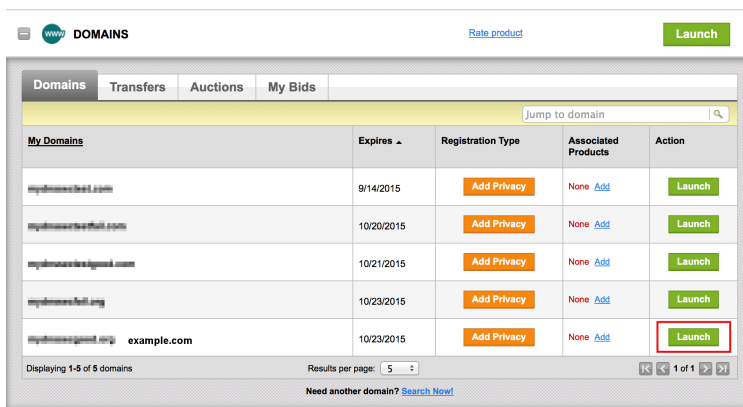 www DOMAINS Rate product Launch
Domains Transfers Auctions My Bids
Jump to domain
My Domains Expires Registration Type Associated Products Action
9/14/2015 Add Privacy None Add Launch
10/20/2015 Add Privacy None Add Launch
10/21/2015 Add Privacy None Add Launch
10/23/2015 Add Privacy None Add Launch
example.com 10/23/2015 Add Privacy None Add Launch
Displaying 1-5 of 5 domains Results per page: 5 1 of 1
Need another domain? Search Now!